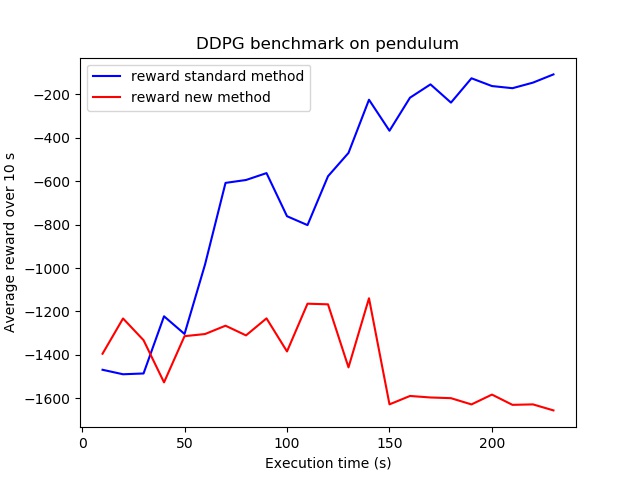 DDPG benchmark on pendulum
reward standard method
reward new method
−200
−400
−600
−800
−1000
−1200
−1400
−1600
Average reward over 10 s
0
50
100
150
200
Execution time (s)